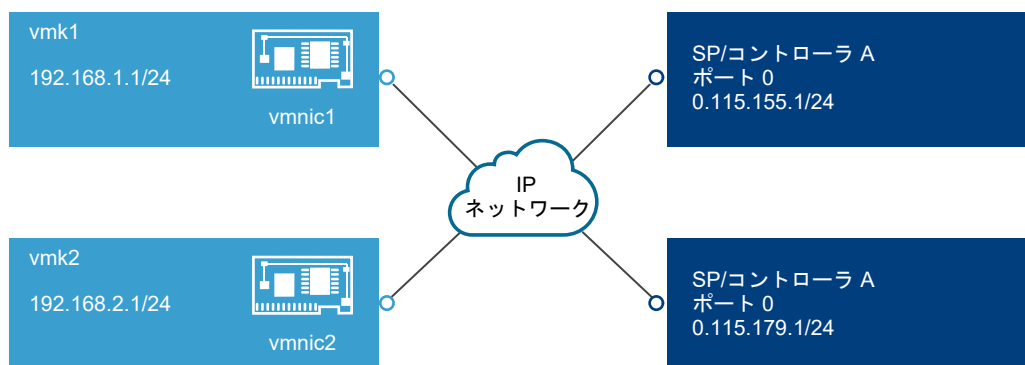 vmk1
192.168.1.1/24
vmnic1
SP/コントローラ A
ポート 0
0.115.155.1/24
IP
ネットワーク
vmk2
192.168.2.1/24
vmnic2
SP/コントローラ A
ポート 0
0.115.179.1/24